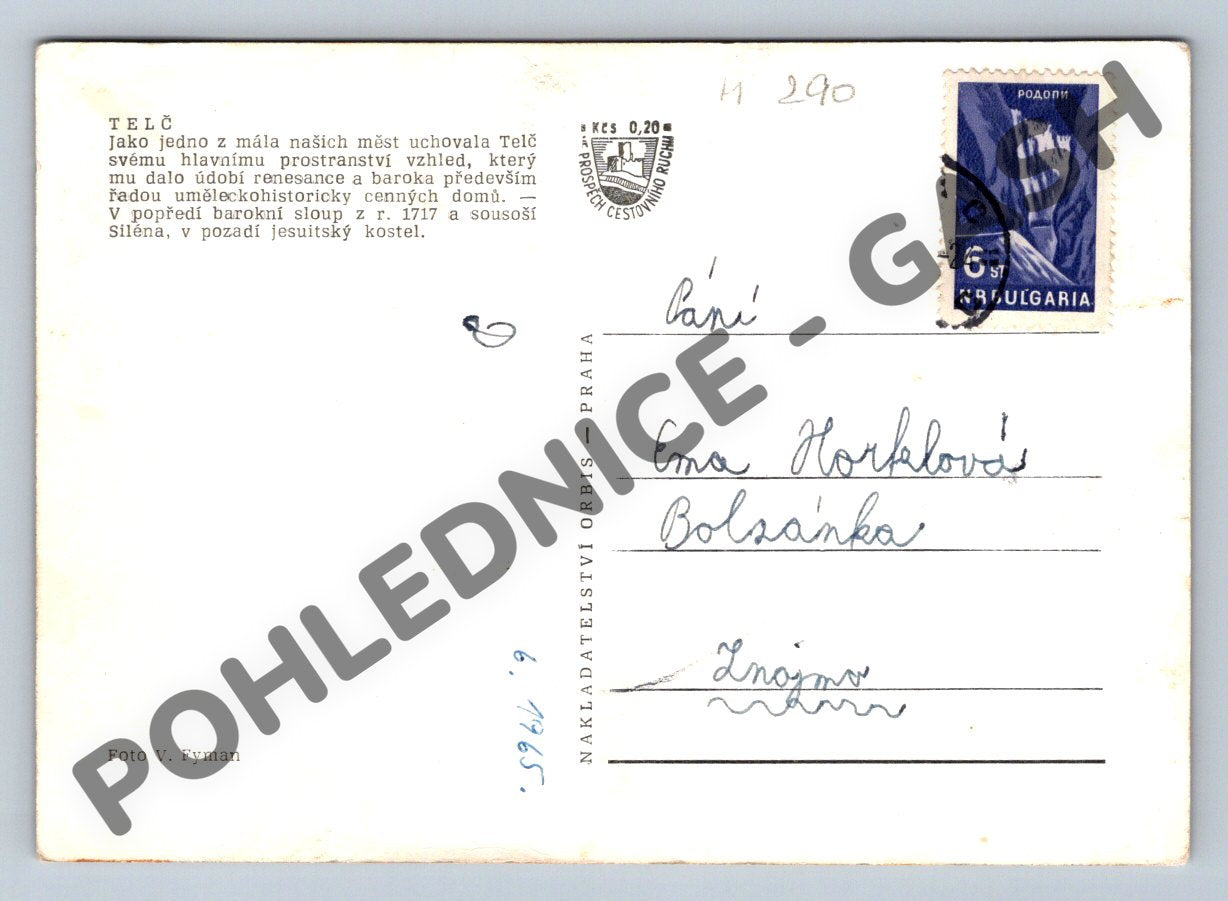 M 290
TELČ
Jako jedno z mála našich měst uchovala Telč
svému hlavnímu prostranství vzhled, který
mu dalo údobí renesance a baroka především
řadou uměleckohistoricky cenných domů. —
V popředí barokní sloup z r. 1717 a sousoší
Siléna, v pozadí jesuitský kostel.
Kčs 0,20
VE PROSPĚCH CESTOVNÍHO RUCHU
РОДОПИ
6 ST
NR BULGARIA
Paní
Ema Horfelová
Bolzánka
Znojmo
NAKLADATELSTVÍ ORBIS — PRAHA
6. 1965.
Foto V. Fyman
POHLEDNICE - GASH